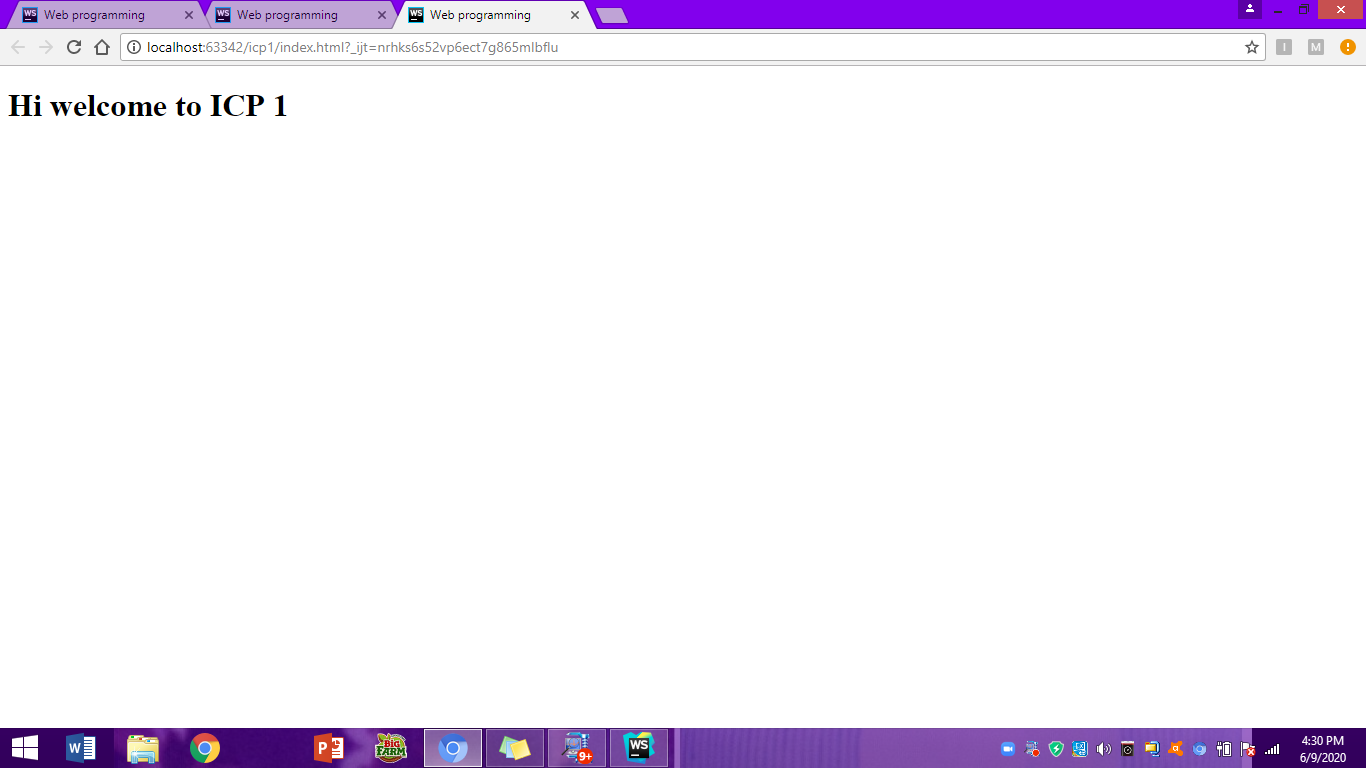 WS Web programming
WS Web programming
WS Web programming
localhost:63342/icp1/index.html?_ijt=nrhks6s52vp6ect7g865mlbflu
I
M
Hi welcome to ICP 1
W
P
BIG
FARM
9+
WS
4:30 PM
6/9/2020